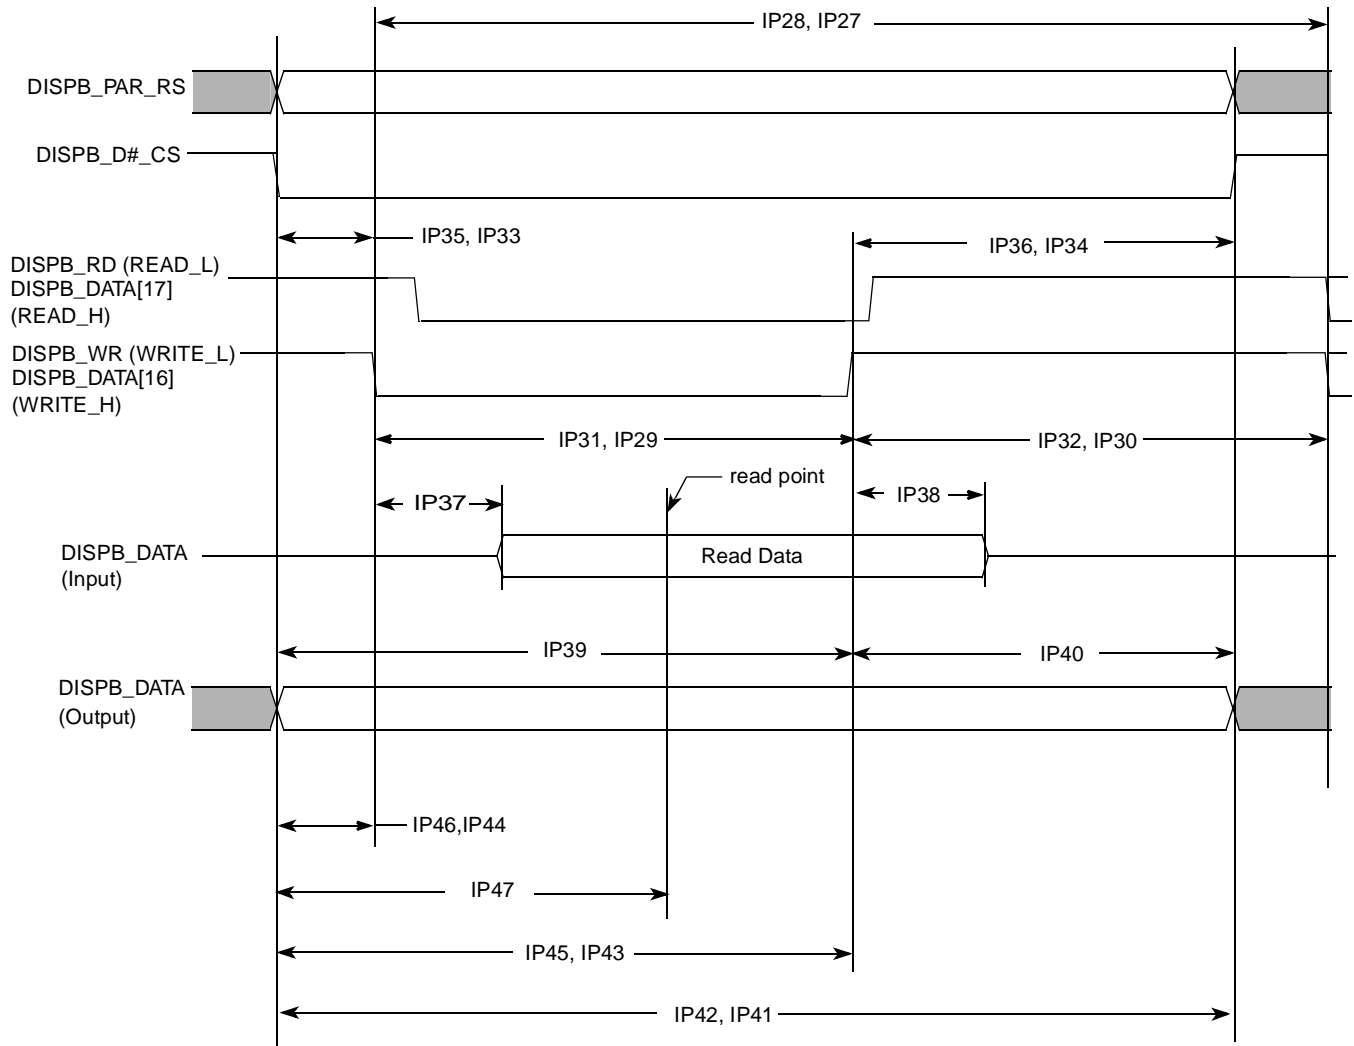 IP28, IP27
DISPB_PAR_RS
DISPB_D#_CS
IP35, IP33
IP36, IP34
DISPB_RD (READ_L)
DISPB_DATA[17]
(READ_H)
DISPB_WR (WRITE_L)
DISPB_DATA[16]
(WRITE_H)
IP31, IP29
IP32, IP30
read point
IP37
IP38
DISPB_DATA
(Input)
Read Data
IP39
IP40
DISPB_DATA
(Output)
IP46,IP44
IP47
IP45, IP43
IP42, IP41